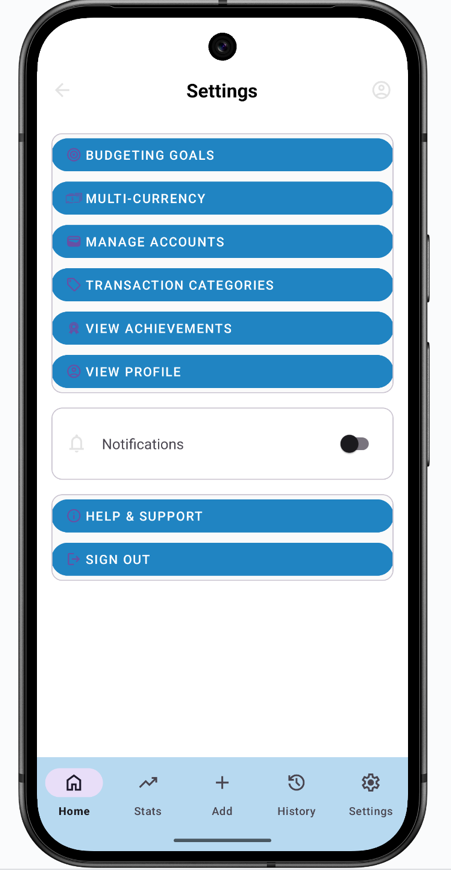 Settings
BUDGETING GOALS
MULTI-CURRENCY
MANAGE ACCOUNTS
TRANSACTION CATEGORIES
VIEW ACHIEVEMENTS
VIEW PROFILE
Notifications
HELP & SUPPORT
SIGN OUT
Home Stats Add History Settings